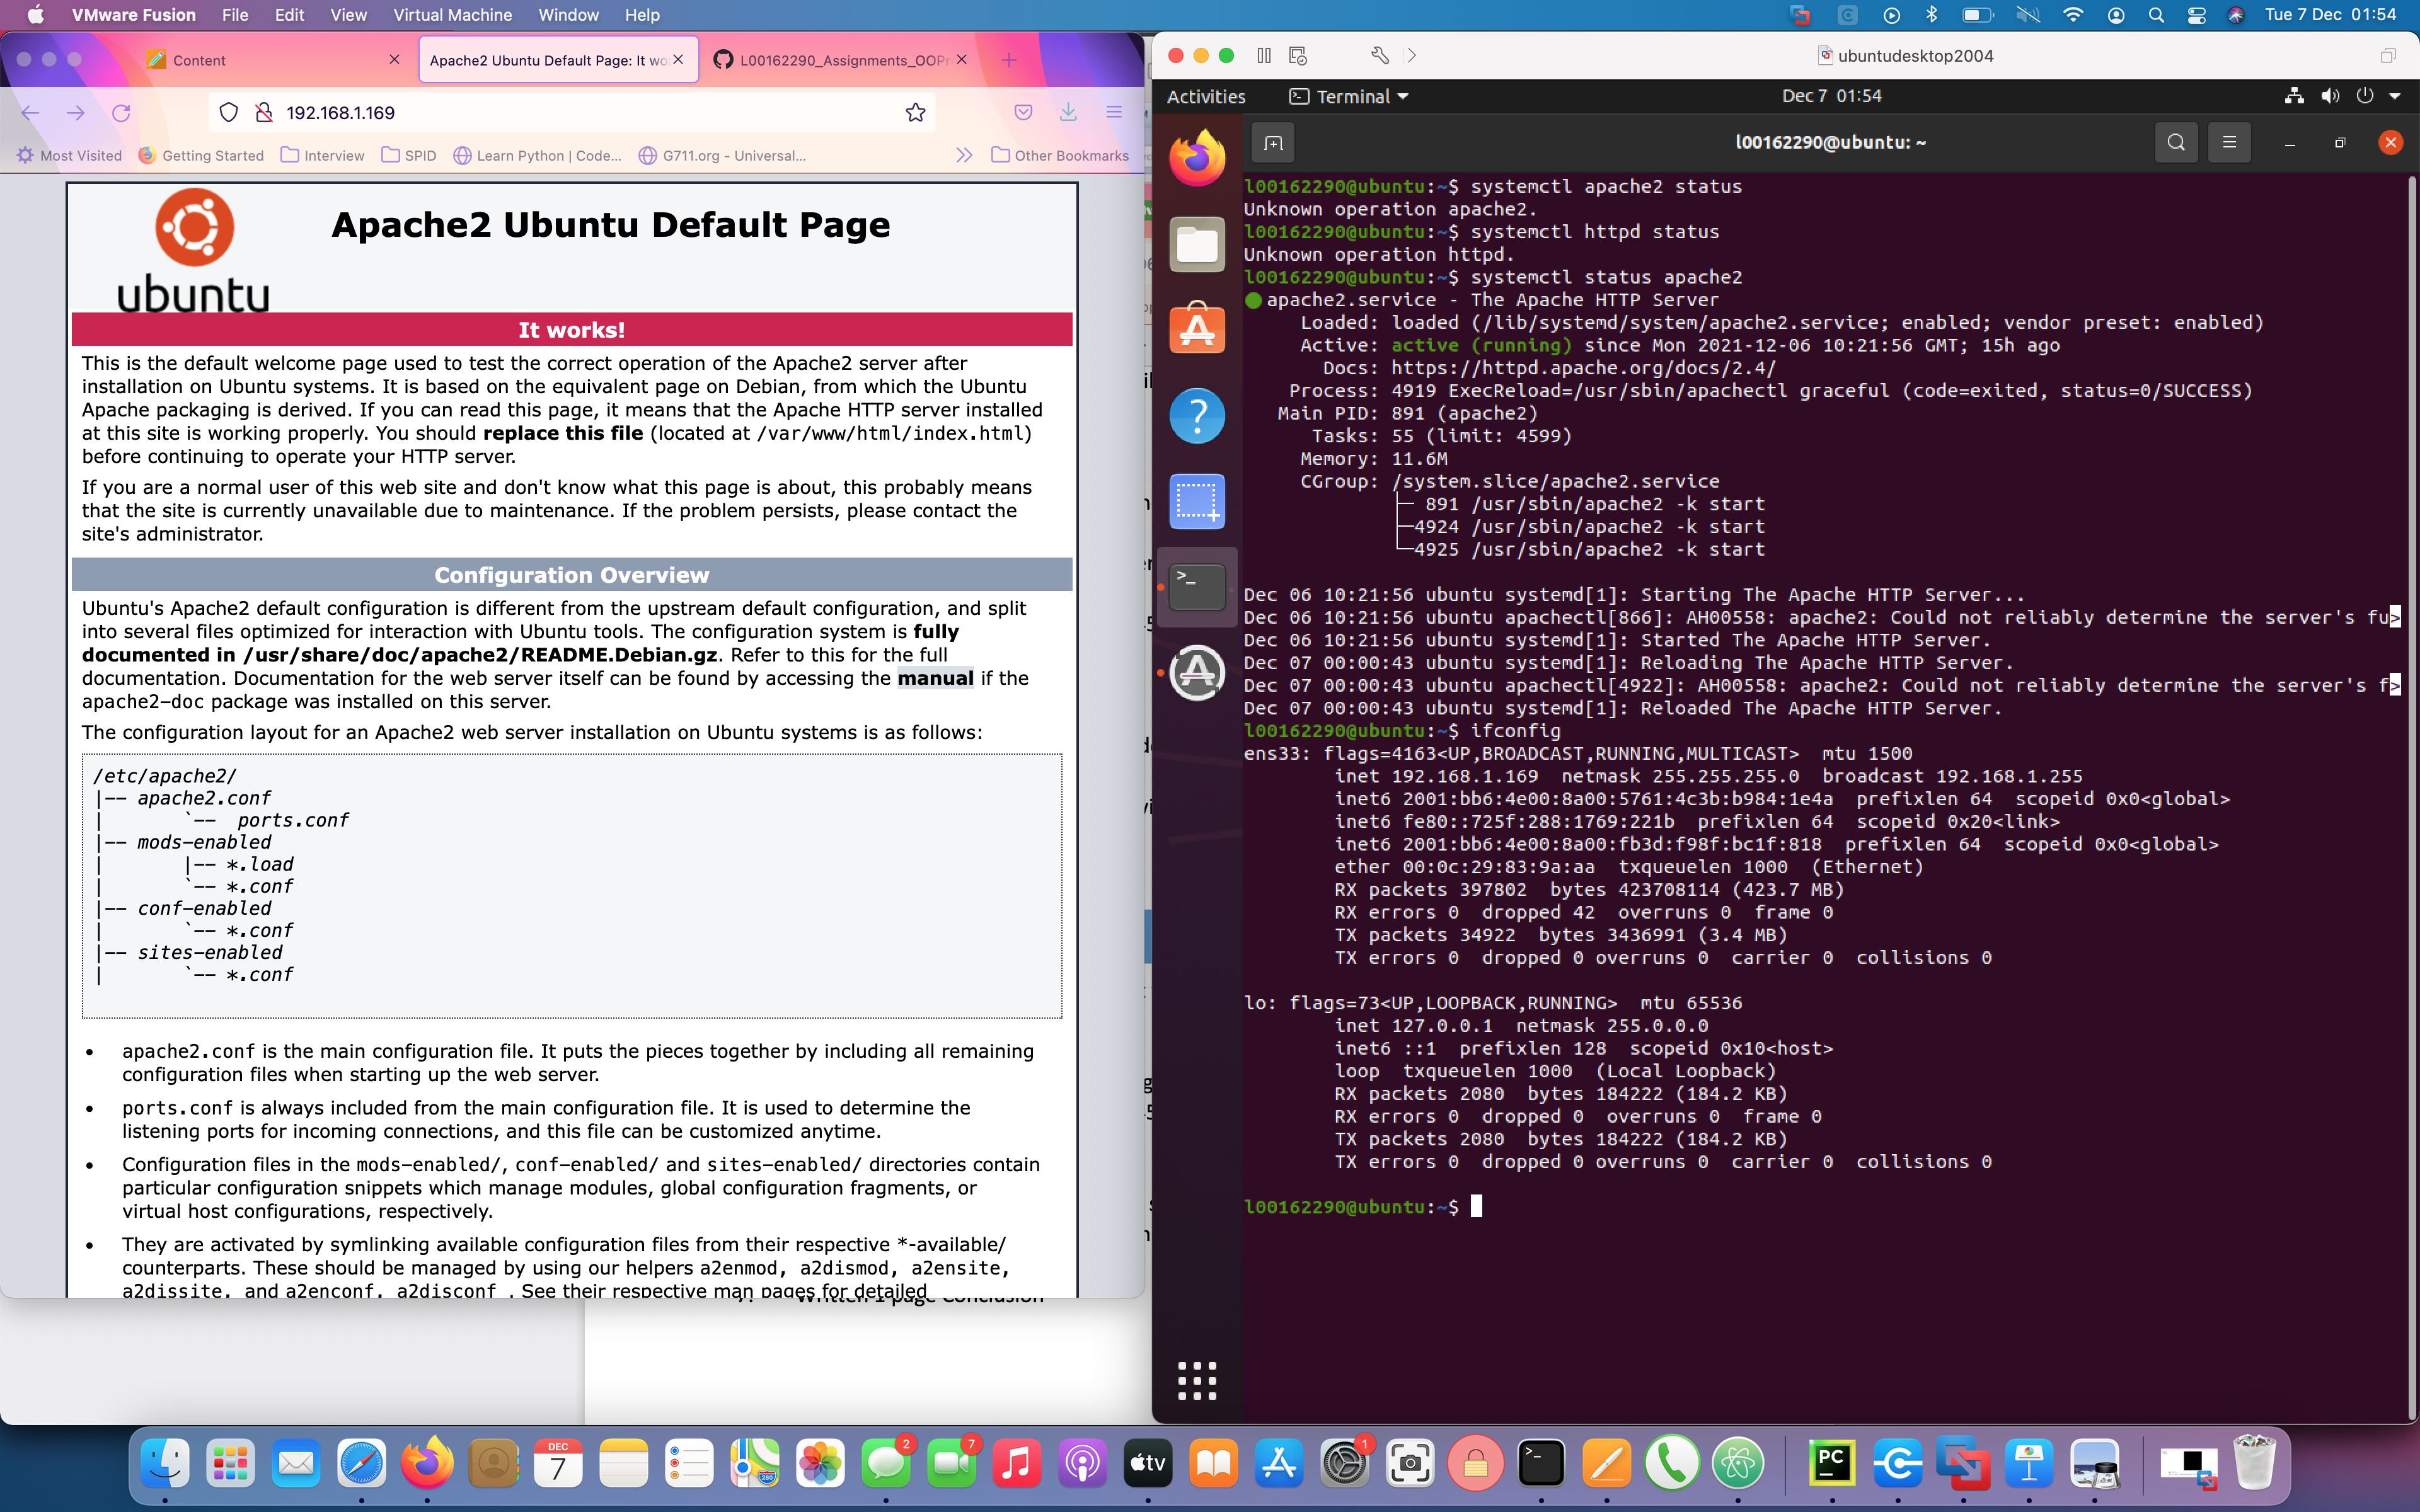 VMware Fusion File Edit View Virtual Machine Window Help
Tue 7 Dec 01:54
Content
Apache2 Ubuntu Default Page: It wo
L00162290_Assignments_OOPr
192.168.1.169
Most Visited Getting Started Interview SPID Learn Python | Code... G711.org - Universal... Other Bookmarks
ubuntu
Apache2 Ubuntu Default Page
It works!
This is the default welcome page used to test the correct operation of the Apache2 server after
installation on Ubuntu systems. It is based on the equivalent page on Debian, from which the Ubuntu
Apache packaging is derived. If you can read this page, it means that the Apache HTTP server installed
at this site is working properly. You should replace this file (located at /var/www/html/index.html)
before continuing to operate your HTTP server.
If you are a normal user of this web site and don't know what this page is about, this probably means
that the site is currently unavailable due to maintenance. If the problem persists, please contact the
site's administrator.
Configuration Overview
Ubuntu's Apache2 default configuration is different from the upstream default configuration, and split
into several files optimized for interaction with Ubuntu tools. The configuration system is fully
documented in /usr/share/doc/apache2/README.Debian.gz. Refer to this for the full
documentation. Documentation for the web server itself can be found by accessing the manual if the
apache2-doc package was installed on this server.
The configuration layout for an Apache2 web server installation on Ubuntu systems is as follows:
/etc/apache2/
|-- apache2.conf
|       `--  ports.conf
|-- mods-enabled
|       |-- *.load
|       `-- *.conf
|-- conf-enabled
|       `-- *.conf
|-- sites-enabled
|       `-- *.conf
• apache2.conf is the main configuration file. It puts the pieces together by including all remaining
configuration files when starting up the web server.
• ports.conf is always included from the main configuration file. It is used to determine the
listening ports for incoming connections, and this file can be customized anytime.
• Configuration files in the mods-enabled/, conf-enabled/ and sites-enabled/ directories contain
particular configuration snippets which manage modules, global configuration fragments, or
virtual host configurations, respectively.
• They are activated by symlinking available configuration files from their respective *-available/
counterparts. These should be managed by using our helpers a2enmod, a2dismod, a2ensite,
a2dissite, and a2enconf, a2disconf . See their respective man pages for detailed
Written 1 page Conclusion
ubuntudesktop2004
Activities Terminal Dec 7 01:54
l00162290@ubuntu: ~
l00162290@ubuntu:~$ systemctl apache2 status
Unknown operation apache2.
l00162290@ubuntu:~$ systemctl httpd status
Unknown operation httpd.
l00162290@ubuntu:~$ systemctl status apache2
● apache2.service - The Apache HTTP Server
Loaded: loaded (/lib/systemd/system/apache2.service; enabled; vendor preset: enabled)
Active: active (running) since Mon 2021-12-06 10:21:56 GMT; 15h ago
Docs: https://httpd.apache.org/docs/2.4/
Process: 4919 ExecReload=/usr/sbin/apachectl graceful (code=exited, status=0/SUCCESS)
Main PID: 891 (apache2)
Tasks: 55 (limit: 4599)
Memory: 11.6M
CGroup: /system.slice/apache2.service
├─ 891 /usr/sbin/apache2 -k start
├─4924 /usr/sbin/apache2 -k start
└─4925 /usr/sbin/apache2 -k start
Dec 06 10:21:56 ubuntu systemd[1]: Starting The Apache HTTP Server...
Dec 06 10:21:56 ubuntu apachectl[866]: AH00558: apache2: Could not reliably determine the server's fu>
Dec 06 10:21:56 ubuntu systemd[1]: Started The Apache HTTP Server.
Dec 07 00:00:43 ubuntu systemd[1]: Reloading The Apache HTTP Server.
Dec 07 00:00:43 ubuntu apachectl[4922]: AH00558: apache2: Could not reliably determine the server's f>
Dec 07 00:00:43 ubuntu systemd[1]: Reloaded The Apache HTTP Server.
l00162290@ubuntu:~$ ifconfig
ens33: flags=4163<UP,BROADCAST,RUNNING,MULTICAST>  mtu 1500
inet 192.168.1.169  netmask 255.255.255.0  broadcast 192.168.1.255
inet6 2001:bb6:4e00:8a00:5761:4c3b:b984:1e4a  prefixlen 64  scopeid 0x0<global>
inet6 fe80::725f:288:1769:221b  prefixlen 64  scopeid 0x20<link>
inet6 2001:bb6:4e00:8a00:fb3d:f98f:bc1f:818  prefixlen 64  scopeid 0x0<global>
ether 00:0c:29:83:9a:aa  txqueuelen 1000  (Ethernet)
RX packets 397802  bytes 423708114 (423.7 MB)
RX errors 0  dropped 42  overruns 0  frame 0
TX packets 34922  bytes 3436991 (3.4 MB)
TX errors 0  dropped 0 overruns 0  carrier 0  collisions 0
lo: flags=73<UP,LOOPBACK,RUNNING>  mtu 65536
inet 127.0.0.1  netmask 255.0.0.0
inet6 ::1  prefixlen 128  scopeid 0x10<host>
loop  txqueuelen 1000  (Local Loopback)
RX packets 2080  bytes 184222 (184.2 KB)
RX errors 0  dropped 0  overruns 0  frame 0
TX packets 2080  bytes 184222 (184.2 KB)
TX errors 0  dropped 0 overruns 0  carrier 0  collisions 0
l00162290@ubuntu:~$
DEC
7
2
7
tv
1
PC